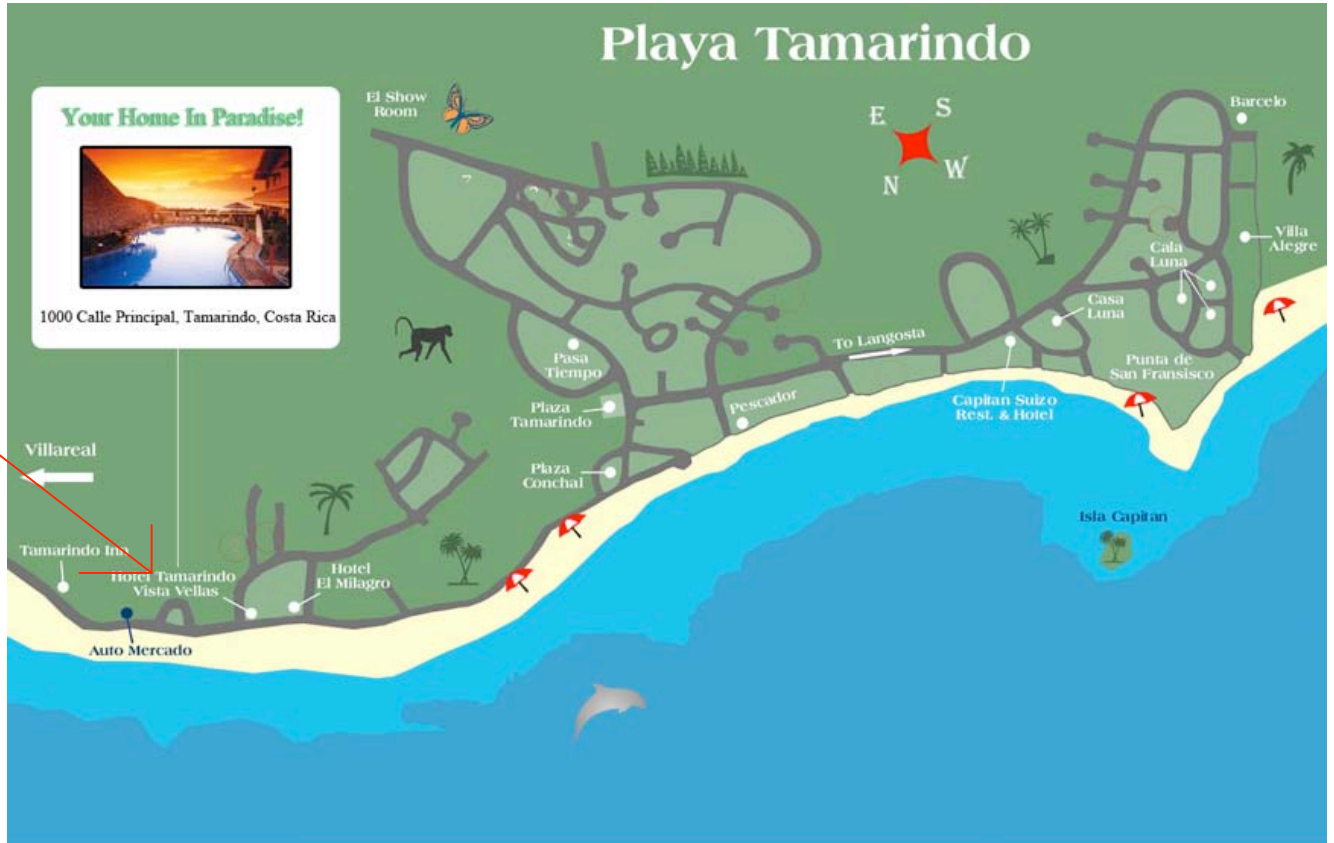 Playa Tamarindo
Your Home In Paradise!
1000 Calle Principal, Tamarindo, Costa Rica
El Show
Room
E
S
N
W
Barcelo
Villa
Alegre
Cala
Luna
Casa
Luna
To Langosta
Punta de
San Fransisco
Capitan Suizo
Rest. & Hotel
Pasa
Tiempo
Plaza
Tamarindo
Pescador
Plaza
Conchal
Villareal
Isla Capitan
Tamarindo Inn
Hotel Tamarindo
Vista Vellas
Hotel
El Milagro
Auto Mercado